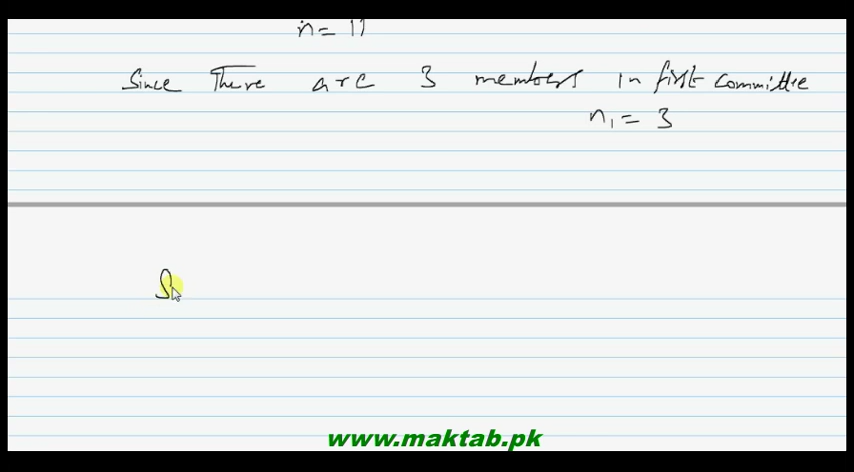 n = 11
Since There are 3 members in first committee
n₁ = 3
S
www.maktab.pk